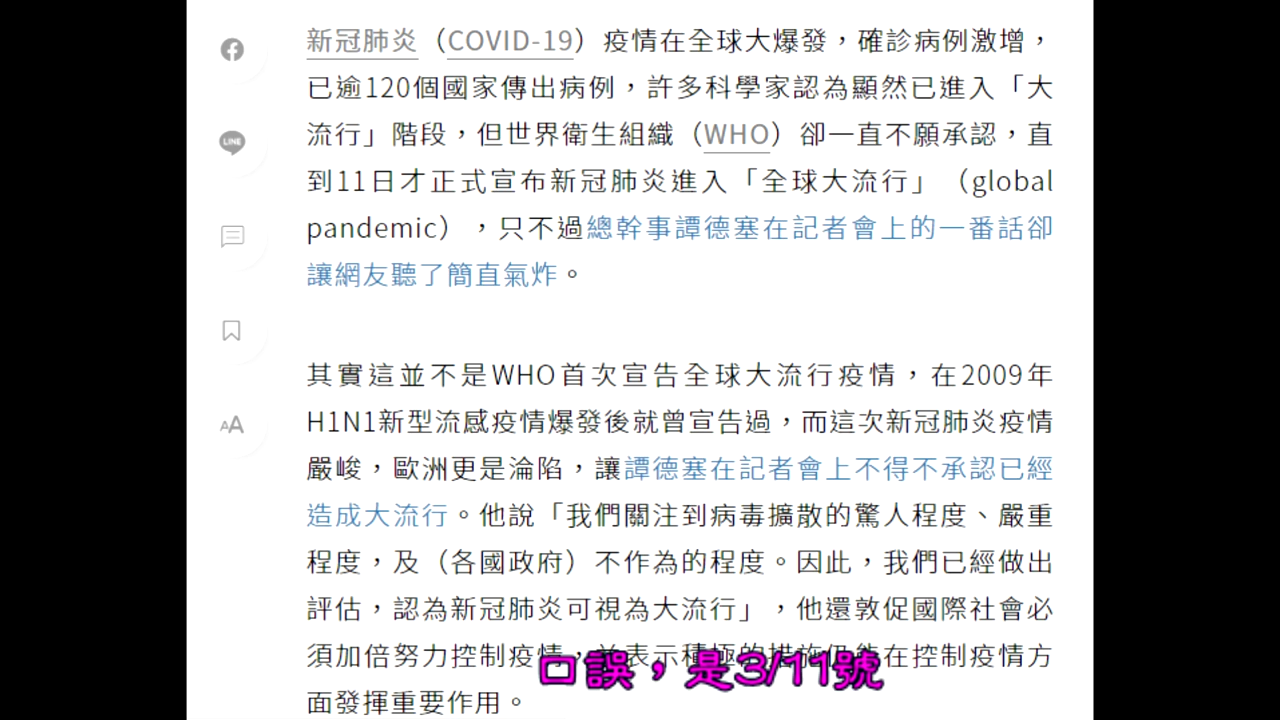 新冠肺炎（COVID-19）疫情在全球大爆發，確診病例激增，
已逾120個國家傳出病例，許多科學家認為顯然已進入「大
流行」階段，但世界衛生組織（WHO）卻一直不願承認，直
到11日才正式宣布新冠肺炎進入「全球大流行」（global
pandemic），只不過總幹事譚德塞在記者會上的一番話卻
讓網友聽了簡直氣炸。
其實這並不是WHO首次宣告全球大流行疫情，在2009年
H1N1新型流感疫情爆發後就曾宣告過，而這次新冠肺炎疫情
嚴峻，歐洲更是淪陷，讓譚德塞在記者會上不得不承認已經
造成大流行。他說「我們關注到病毒擴散的驚人程度、嚴重
程度，及（各國政府）不作為的程度。因此，我們已經做出
評估，認為新冠肺炎可視為大流行」，他還敦促國際社會必
須加倍努力控制疫情，並表示積極的措施仍能在控制疫情方
面發揮重要作用。
口誤，是3/11號
LINE
AA